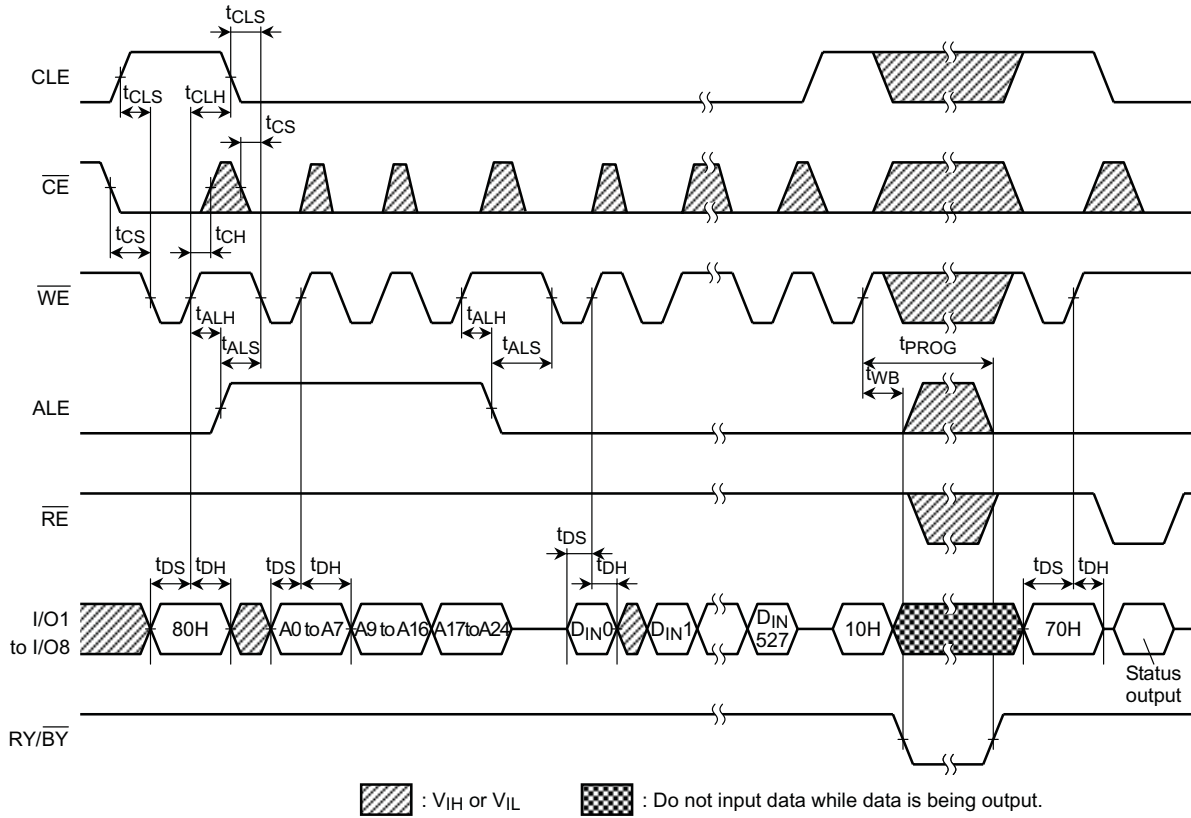 tCLS
CLE
tCLS tCLH
tCS
CE
tCS tCH
WE
tALH tALH
tALS tALS tPROG
tWB
ALE
RE
tDS tDH tDS tDH tDS tDH tDS tDH
I/O1
to I/O8
80H A0 to A7 A9 to A16 A17 to A24 DIN0 DIN1 DIN 527 10H 70H
Status
output
RY/BY
: VIH or VIL : Do not input data while data is being output.